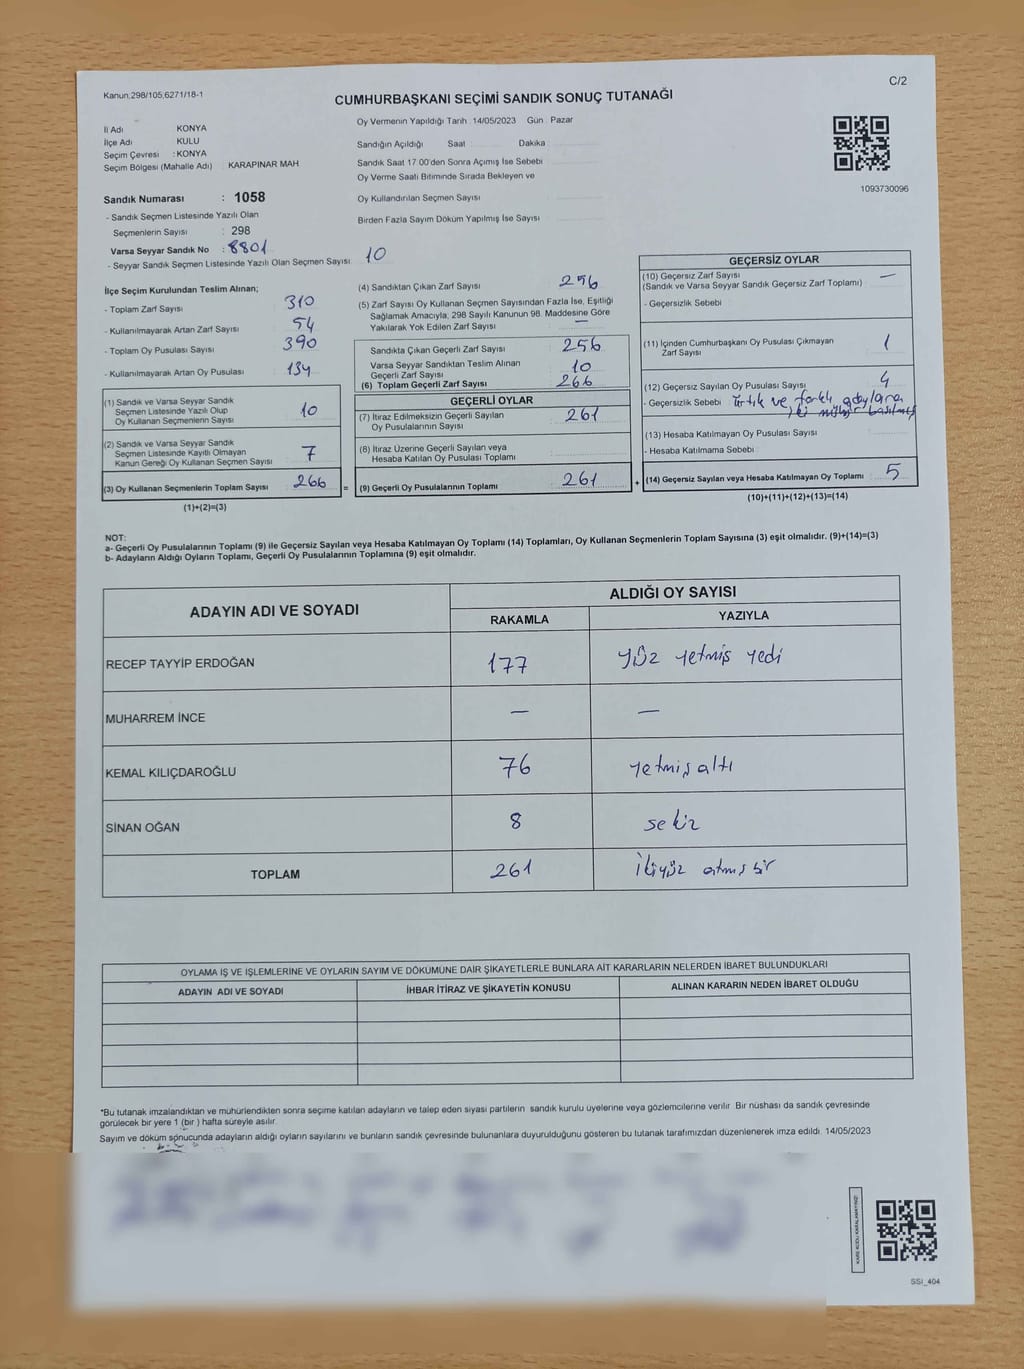 Kanun:298/105,6271/18-1
C/2
CUMHURBAŞKANI SEÇİMİ SANDIK SONUÇ TUTANAĞI
Oy Vermenin Yapıldığı Tarih :14/05/2023 Gün : Pazar
İl Adı KONYA
İlçe Adı KULU
Seçim Çevresi : KONYA
Seçim Bölgesi (Mahalle Adı) KARAPINAR MAH
Sandığın Açıldığı Saat Dakika
Sandık Saat 17:00'den Sonra Açımış İse Sebebi
Oy Verme Saati Bitiminde Sırada Bekleyen ve
Oy Kullandırılan Seçmen Sayısı
Birden Fazla Sayım Döküm Yapılmış İse Sayısı
1093730096
Sandık Numarası : 1058
- Sandık Seçmen Listesinde Yazılı Olan
Seçmenlerin Sayısı : 298
Varsa Seyyar Sandık No : 8801
- Seyyar Sandık Seçmen Listesinde Yazılı Olan Seçmen Sayısı 10
İlçe Seçim Kurulundan Teslim Alınan;
- Toplam Zarf Sayısı 310
- Kullanılmayarak Artan Zarf Sayısı 54
- Toplam Oy Pusulası Sayısı 390
- Kullanılmayarak Artan Oy Pusulası 134
(1) Sandık ve Varsa Seyyar Sandık
Seçmen Listesinde Yazılı Olup
Oy Kullanan Seçmenlerin Sayısı 10
(2) Sandık ve Varsa Seyyar Sandık
Seçmen Listesinde Kayıtlı Olmayan
Kanun Gereği Oy Kullanan Seçmen Sayısı 7
(3) Oy Kullanan Seçmenlerin Toplam Sayısı 266 =
(1)+(2)=(3)
(4) Sandıktan Çıkan Zarf Sayısı 256
(5) Zarf Sayısı Oy Kullanan Seçmen Sayısından Fazla İse, Eşitliği
Sağlamak Amacıyla, 298 Sayılı Kanunun 98. Maddesine Göre
Yakılarak Yok Edilen Zarf Sayısı —
Sandıkta Çıkan Geçerli Zarf Sayısı 256
Varsa Seyyar Sandıktan Teslim Alınan
Geçerli Zarf Sayısı 10
(6) Toplam Geçerli Zarf Sayısı 266
GEÇERLİ OYLAR
(7) İtiraz Edilmeksizin Geçerli Sayılan
Oy Pusulalarının Sayısı 261
(8) İtiraz Üzerine Geçerli Sayılan veya
Hesaba Katılan Oy Pusulası Toplamı
(9) Geçerli Oy Pusulalarının Toplamı 261 +
GEÇERSİZ OYLAR
(10) Geçersiz Zarf Sayısı —
(Sandık ve Varsa Seyyar Sandık Geçersiz Zarf Toplamı)
- Geçersizlik Sebebi
(11) İçinden Cumhurbaşkanı Oy Pusulası Çıkmayan
Zarf Sayısı 1
(12) Geçersiz Sayılan Oy Pusulası Sayısı 4
- Geçersizlik Sebebi Yırtık ve farklı adaylara
iki mühür basılmış
(13) Hesaba Katılmayan Oy Pusulası Sayısı
- Hesaba Katılmama Sebebi
(14) Geçersiz Sayılan veya Hesaba Katılmayan Oy Toplamı 5
(10)+(11)+(12)+(13)=(14)
NOT:
a- Geçerli Oy Pusulalarının Toplamı (9) ile Geçersiz Sayılan veya Hesaba Katılmayan Oy Toplamı (14) Toplamları, Oy Kullanan Seçmenlerin Toplam Sayısına (3) eşit olmalıdır. (9)+(14)=(3)
b- Adayların Aldığı Oyların Toplamı, Geçerli Oy Pusulalarının Toplamına (9) eşit olmalıdır.
ADAYIN ADI VE SOYADI
ALDIĞI OY SAYISI
RAKAMLA YAZIYLA
RECEP TAYYİP ERDOĞAN 177 Yüz yetmiş yedi
MUHARREM İNCE — —
KEMAL KILIÇDAROĞLU 76 yetmiş altı
SİNAN OĞAN 8 sekiz
TOPLAM 261 ikiyüz atmış bir
OYLAMA İŞ VE İŞLEMLERİNE VE OYLARIN SAYIM VE DÖKÜMÜNE DAİR ŞİKAYETLERLE BUNLARA AİT KARARLARIN NELERDEN İBARET BULUNDUKLARI
ADAYIN ADI VE SOYADI İHBAR İTİRAZ VE ŞİKAYETİN KONUSU ALINAN KARARIN NEDEN İBARET OLDUĞU
*Bu tutanak imzalandıktan ve mühürlendikten sonra seçime katılan adayların ve talep eden siyasi partilerin sandık kurulu üyelerine veya gözlemcilerine verilir. Bir nüshası da sandık çevresinde
görülecek bir yere 1 (bir ) hafta süreyle asılır.
Sayım ve döküm sonucunda adayların aldığı oyların sayılarını ve bunların sandık çevresinde bulunanlara duyurulduğunu gösteren bu tutanak tarafımızdan düzenlenerek imza edildi. 14/05/2023
KARE KODU KARALAMAYINIZ!
SSI_404